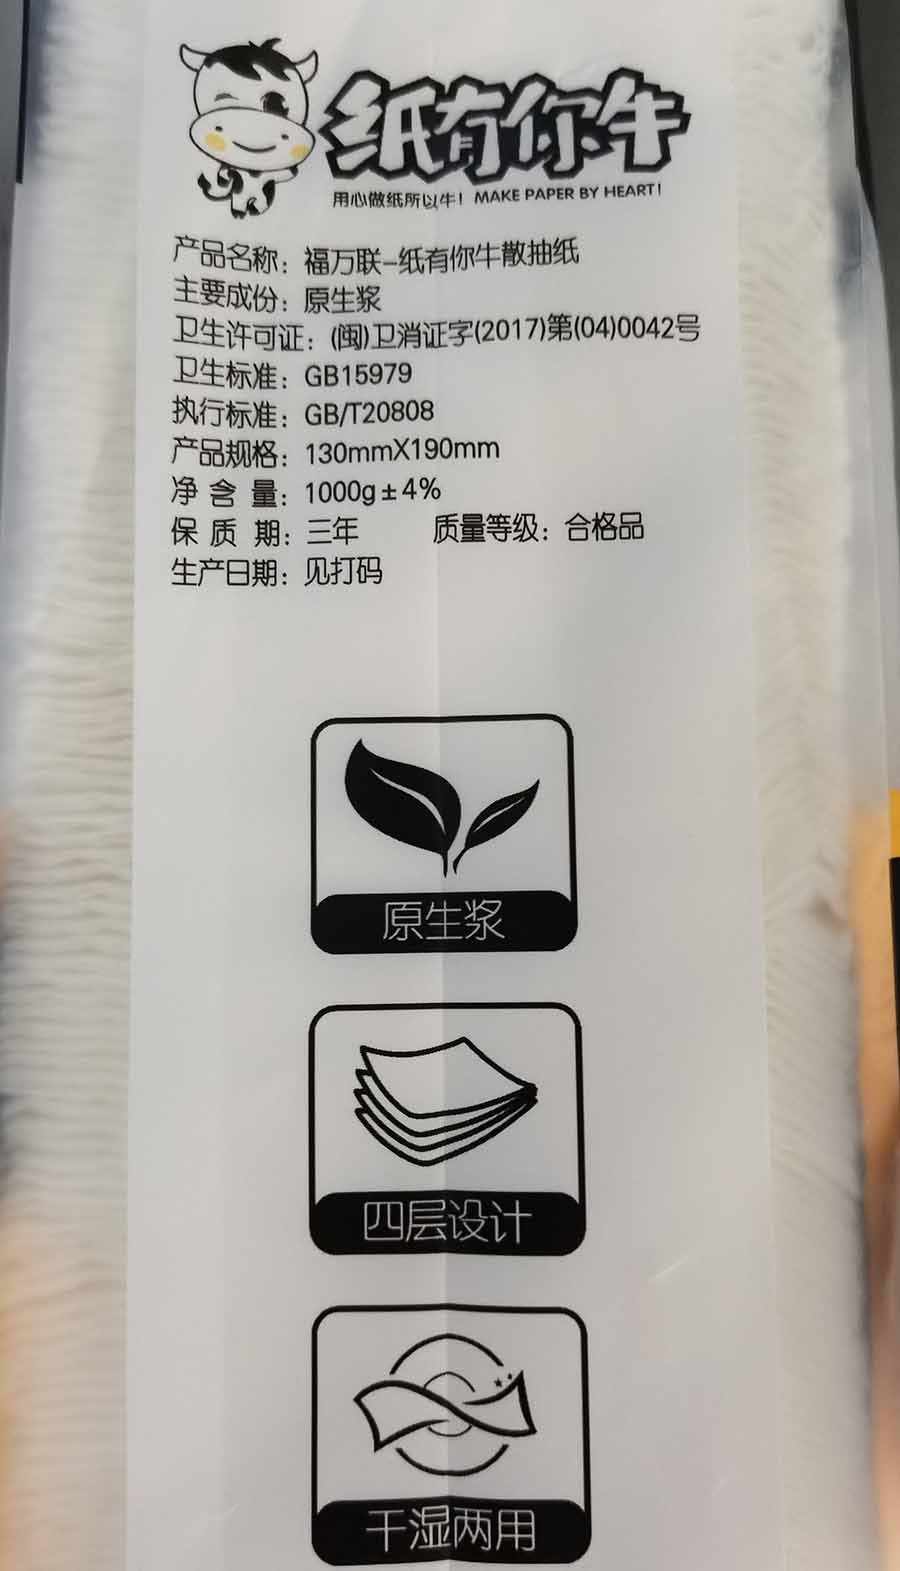 纸有你牛
用心做纸所以牛! MAKE PAPER BY HEART!
产品名称: 福万联-纸有你牛散抽纸
主要成份: 原生浆
卫生许可证: (闽)卫消证字(2017)第(04)0042号
卫生标准: GB15979
执行标准: GB/T20808
产品规格: 130mmX190mm
净含量: 1000g±4%
保质期: 三年 质量等级: 合格品
生产日期: 见打码
原生浆
四层设计
干湿两用